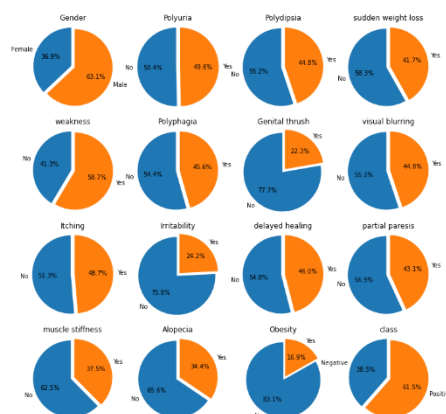 Gender
Female
36.9%
63.1%
Male
Polyuria
No
50.4%
49.6%
Yes
Polydipsia
No
55.2%
44.8%
Yes
sudden weight loss
No
58.3%
41.7%
Yes
weakness
No
41.3%
58.7%
Yes
Polyphagia
No
54.4%
45.6%
Yes
Genital thrush
Yes
22.3%
77.7%
No
visual blurring
No
55.2%
44.8%
Yes
Itching
No
51.3%
48.7%
Yes
Irritability
Yes
24.2%
75.8%
No
delayed healing
No
54.0%
46.0%
Yes
partial paresis
No
56.9%
43.1%
Yes
muscle stiffness
Yes
37.5%
62.5%
No
Alopecia
Yes
34.4%
65.6%
No
Obesity
Yes
16.9%
83.1%
class
Negative
38.5%
61.5%
Positi